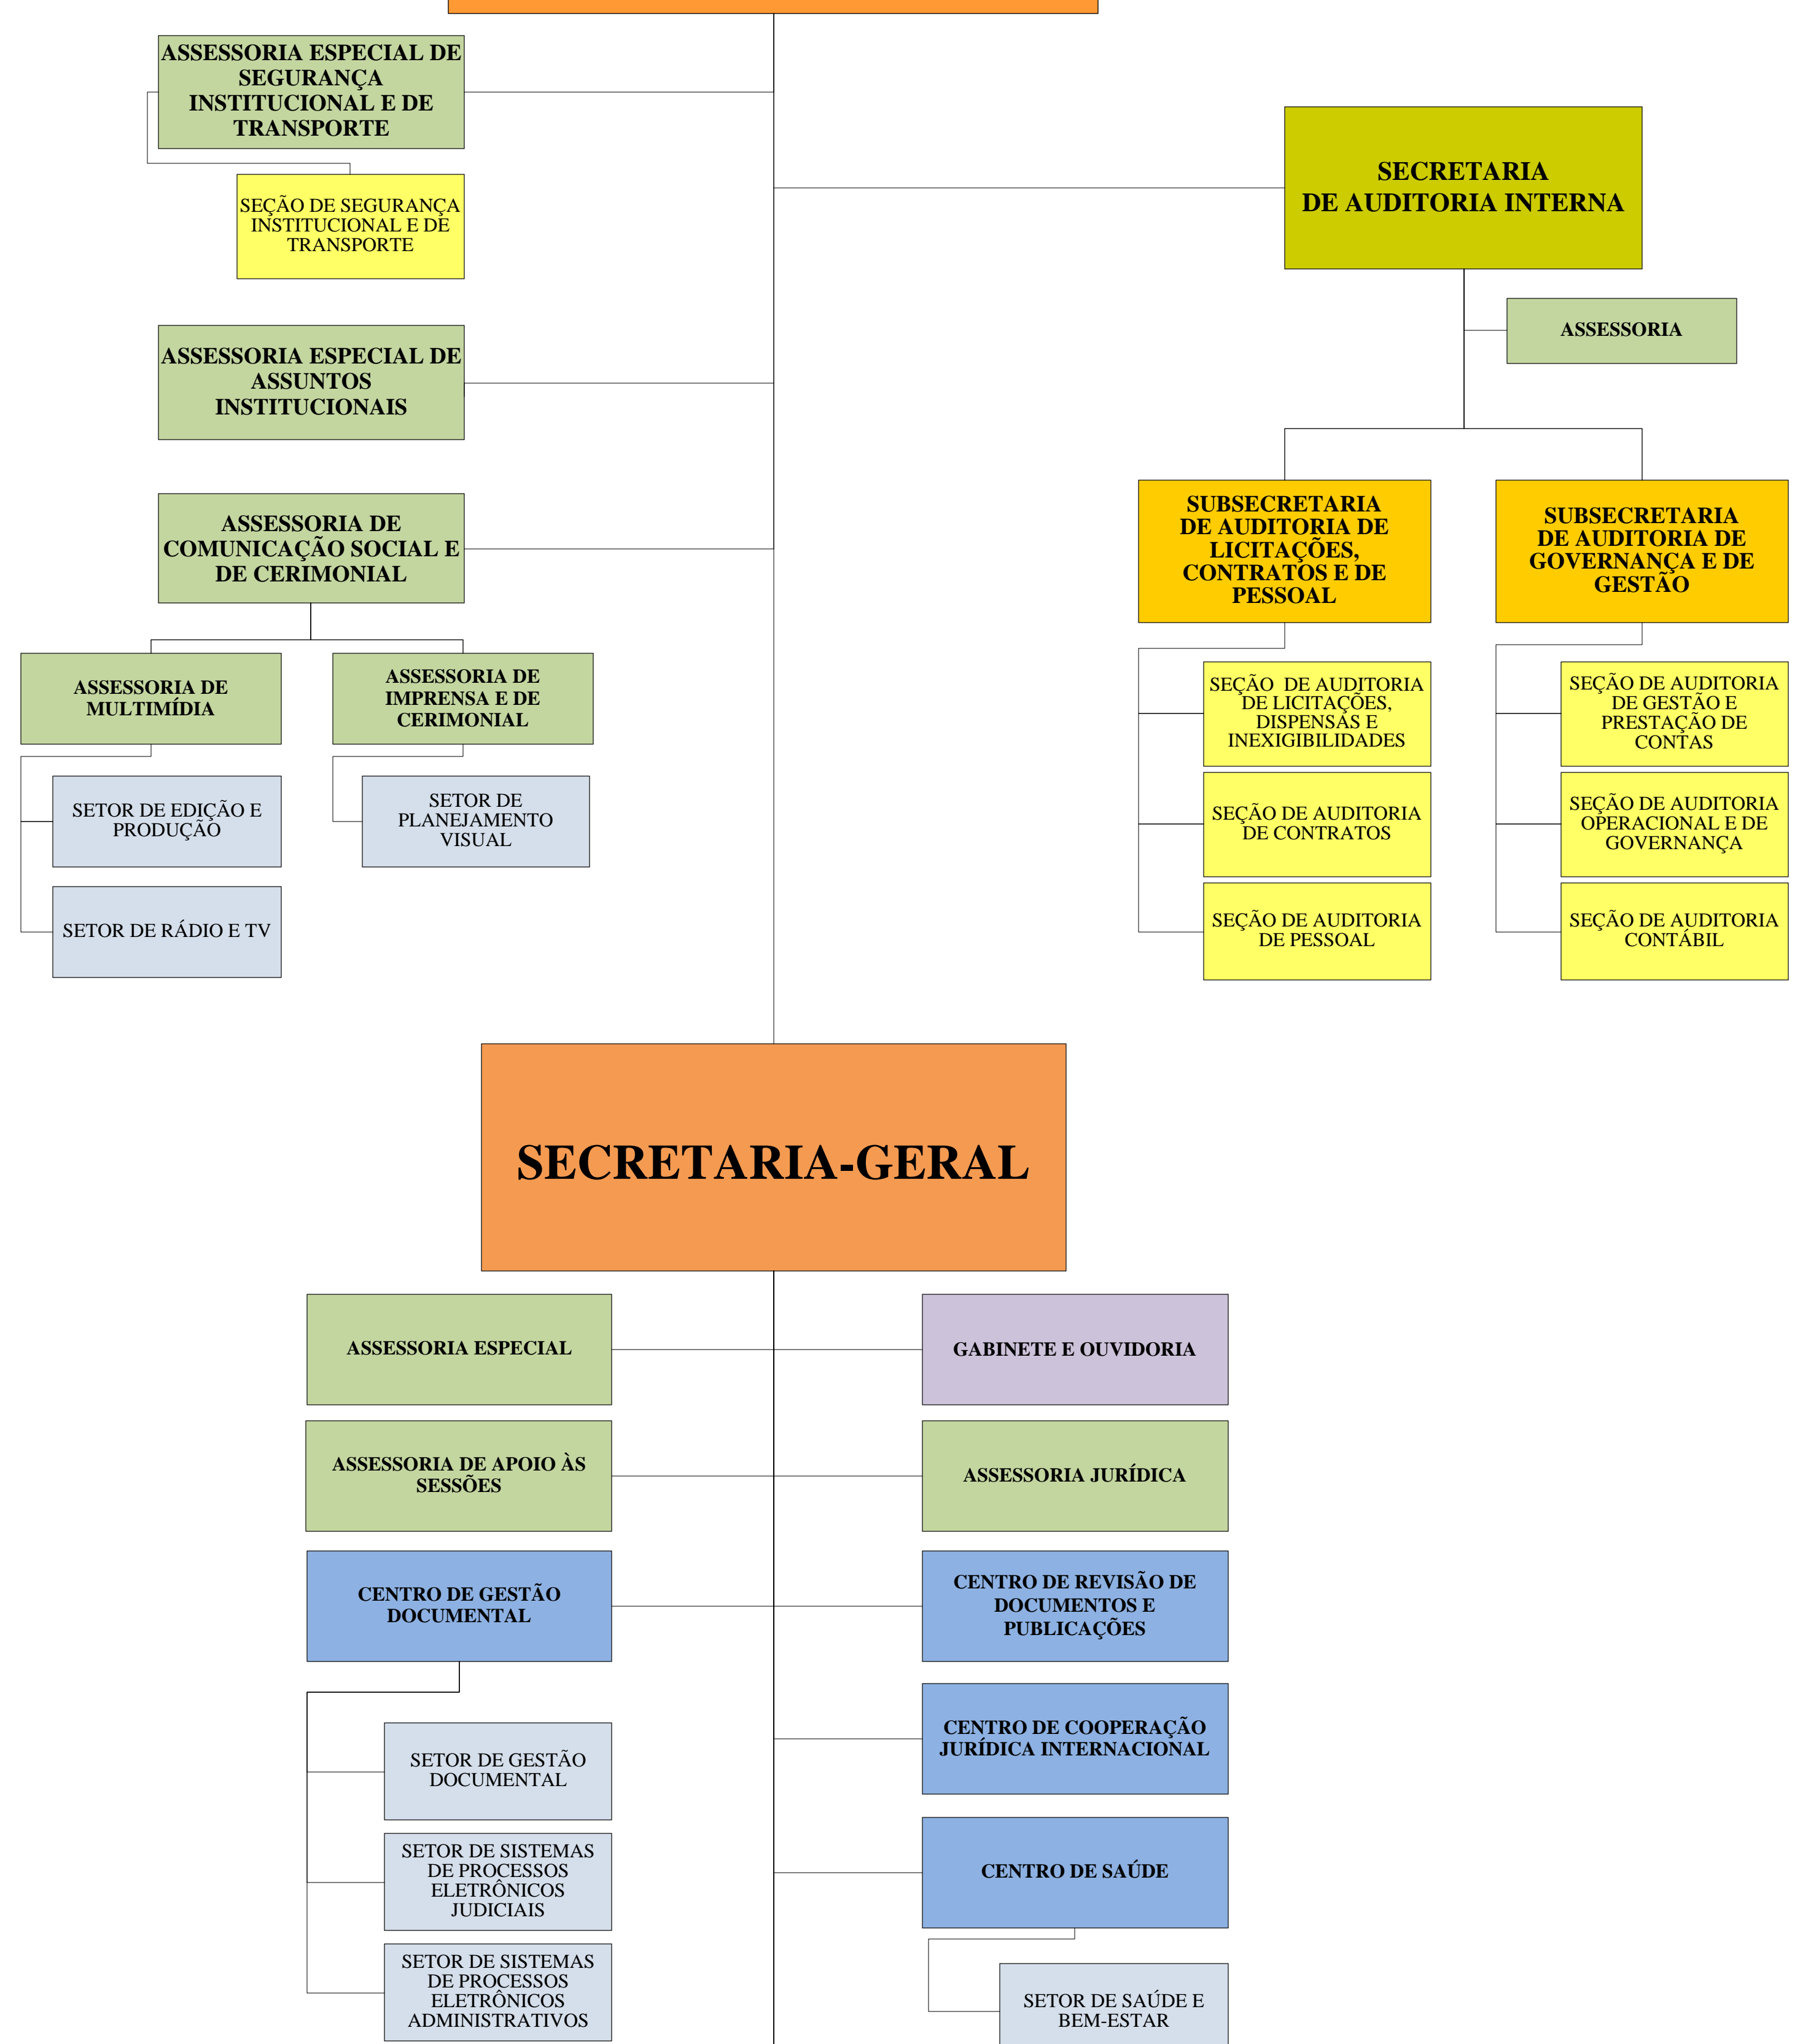 ASSESSORIA ESPECIAL DE
SEGURANÇA
INSTITUCIONAL E DE
TRANSPORTE
SEÇÃO DE SEGURANÇA
INSTITUCIONAL E DE
TRANSPORTE
SECRETARIA
DE AUDITORIA INTERNA
ASSESSORIA
ASSESSORIA ESPECIAL DE
ASSUNTOS
INSTITUCIONAIS
ASSESSORIA DE
COMUNICAÇÃO SOCIAL E
DE CERIMONIAL
ASSESSORIA DE
MULTIMÍDIA
SETOR DE EDIÇÃO E
PRODUÇÃO
SETOR DE RÁDIO E TV
ASSESSORIA DE
IMPRENSA E DE
CERIMONIAL
SETOR DE
PLANEJAMENTO
VISUAL
SUBSECRETARIA
DE AUDITORIA DE
LICITAÇÕES,
CONTRATOS E DE
PESSOAL
SEÇÃO DE AUDITORIA
DE LICITAÇÕES,
DISPENSAS E
INEXIGIBILIDADES
SEÇÃO DE AUDITORIA
DE CONTRATOS
SEÇÃO DE AUDITORIA
DE PESSOAL
SUBSECRETARIA
DE AUDITORIA DE
GOVERNANÇA E DE
GESTÃO
SEÇÃO DE AUDITORIA
DE GESTÃO E
PRESTAÇÃO DE
CONTAS
SEÇÃO DE AUDITORIA
OPERACIONAL E DE
GOVERNANÇA
SEÇÃO DE AUDITORIA
CONTÁBIL
SECRETARIA-GERAL
ASSESSORIA ESPECIAL
GABINETE E OUVIDORIA
ASSESSORIA DE APOIO ÀS
SESSÕES
ASSESSORIA JURÍDICA
CENTRO DE GESTÃO
DOCUMENTAL
CENTRO DE REVISÃO DE
DOCUMENTOS E
PUBLICAÇÕES
SETOR DE GESTÃO
DOCUMENTAL
SETOR DE SISTEMAS
DE PROCESSOS
ELETRÔNICOS
JUDICIAIS
SETOR DE SISTEMAS
DE PROCESSOS
ELETRÔNICOS
ADMINISTRATIVOS
CENTRO DE COOPERAÇÃO
JURÍDICA INTERNACIONAL
CENTRO DE SAÚDE
SETOR DE SAÚDE E
BEM-ESTAR